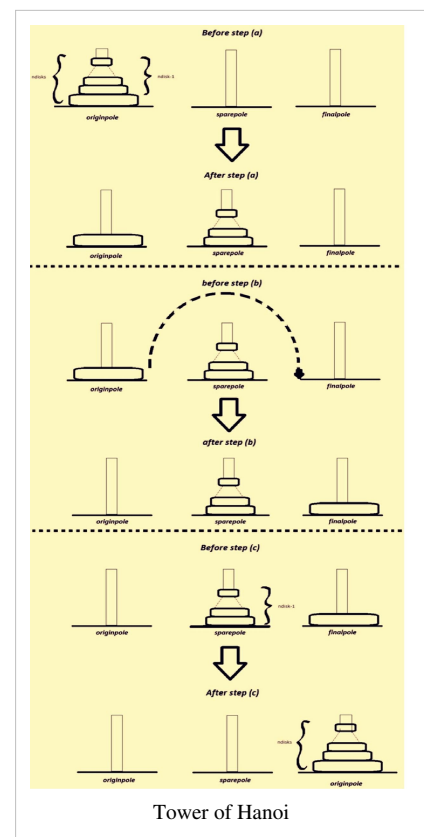 Before step (a)
ndisks
ndisk-1
originpole sparepole finalpole
After step (a)
originpole sparepole finalpole
before step (b)
originpole sparepole finalpole
after step (b)
originpole sparepole finalpole
Before step (c)
ndisk-1
originpole sparepole finalpole
After step (c)
ndisks
originpole sparepole originpole
Tower of Hanoi